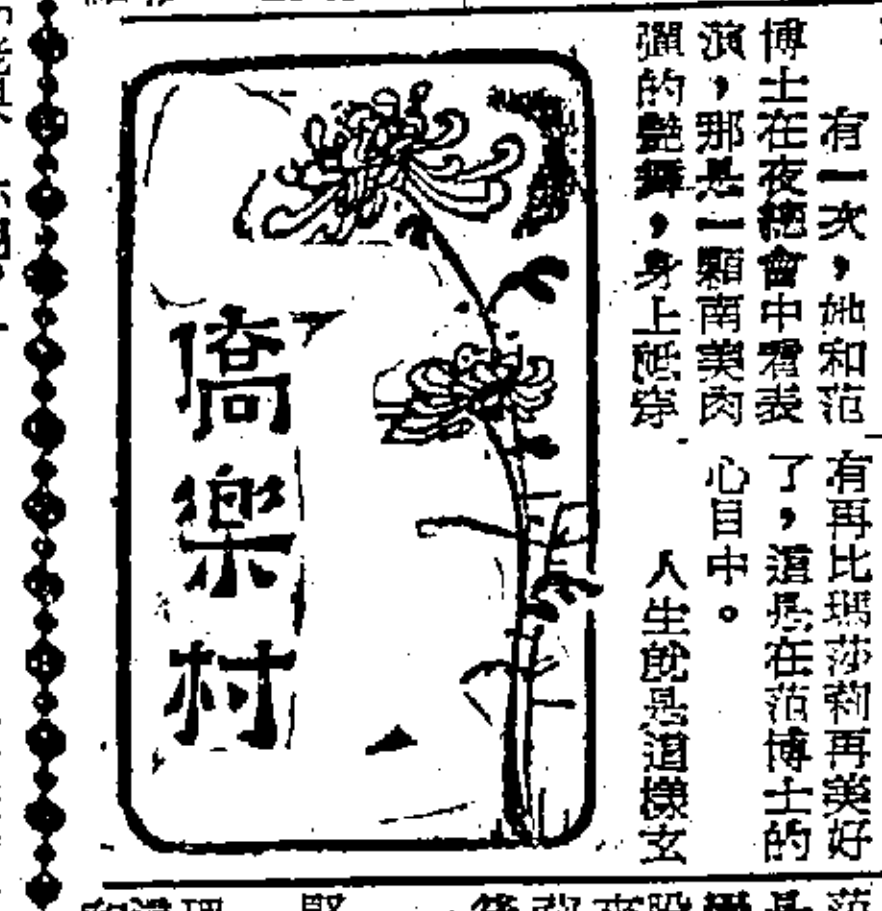 有一次，她和范
博士在夜總會中看表
演，那是一顆南美肉
彈的艷舞，身上祗穿
有再比瑪莎莉再美好
了，這是在范博士的
心目中。
人生就是這樣玄
僑樂村